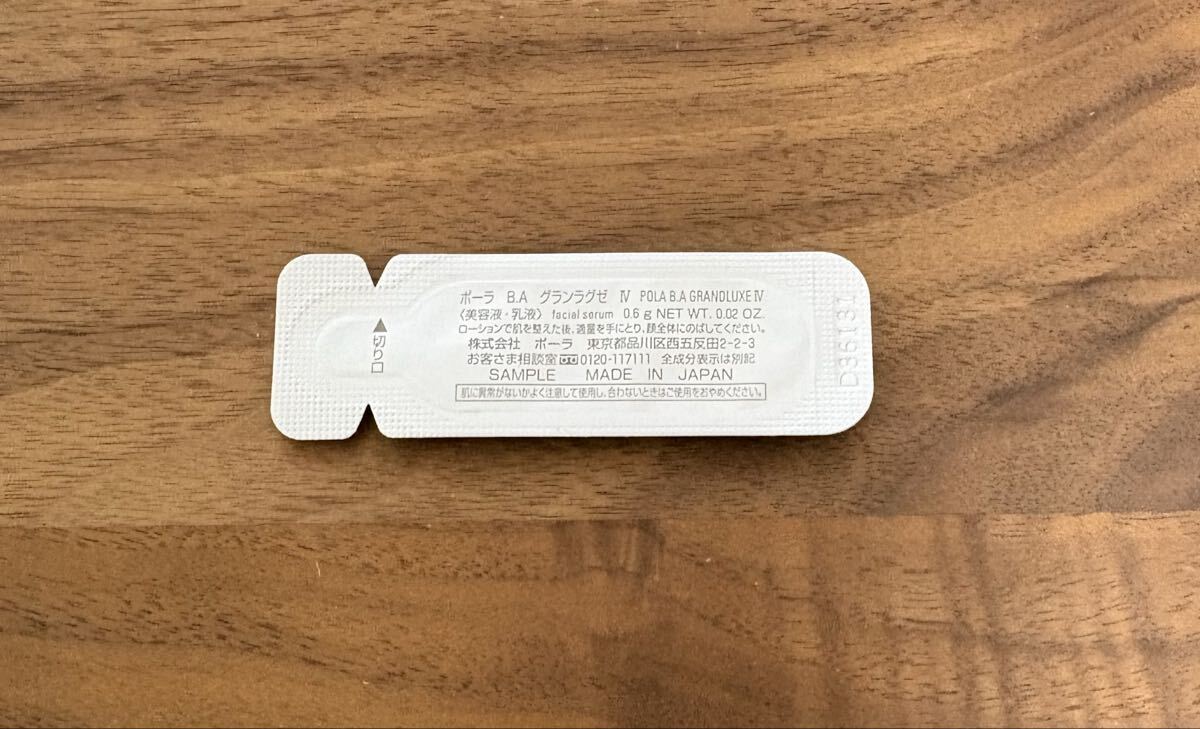 ポーラ B.A グランラグゼ Ⅳ POLA B.A GRANDLUXE Ⅳ
〈美容液・乳液〉 facial serum 0.6 g NET WT. 0.02 OZ.
ローションで肌を整えた後、適量を手にとり、顔全体にのばしてください。
株式会社 ポーラ 東京都品川区西五反田2-2-3
お客さま相談室 0120-117111 全成分表示は別記
SAMPLE MADE IN JAPAN
肌に異常がないかよく注意して使用し、合わないときはご使用をおやめください。
▲切り口
D36131